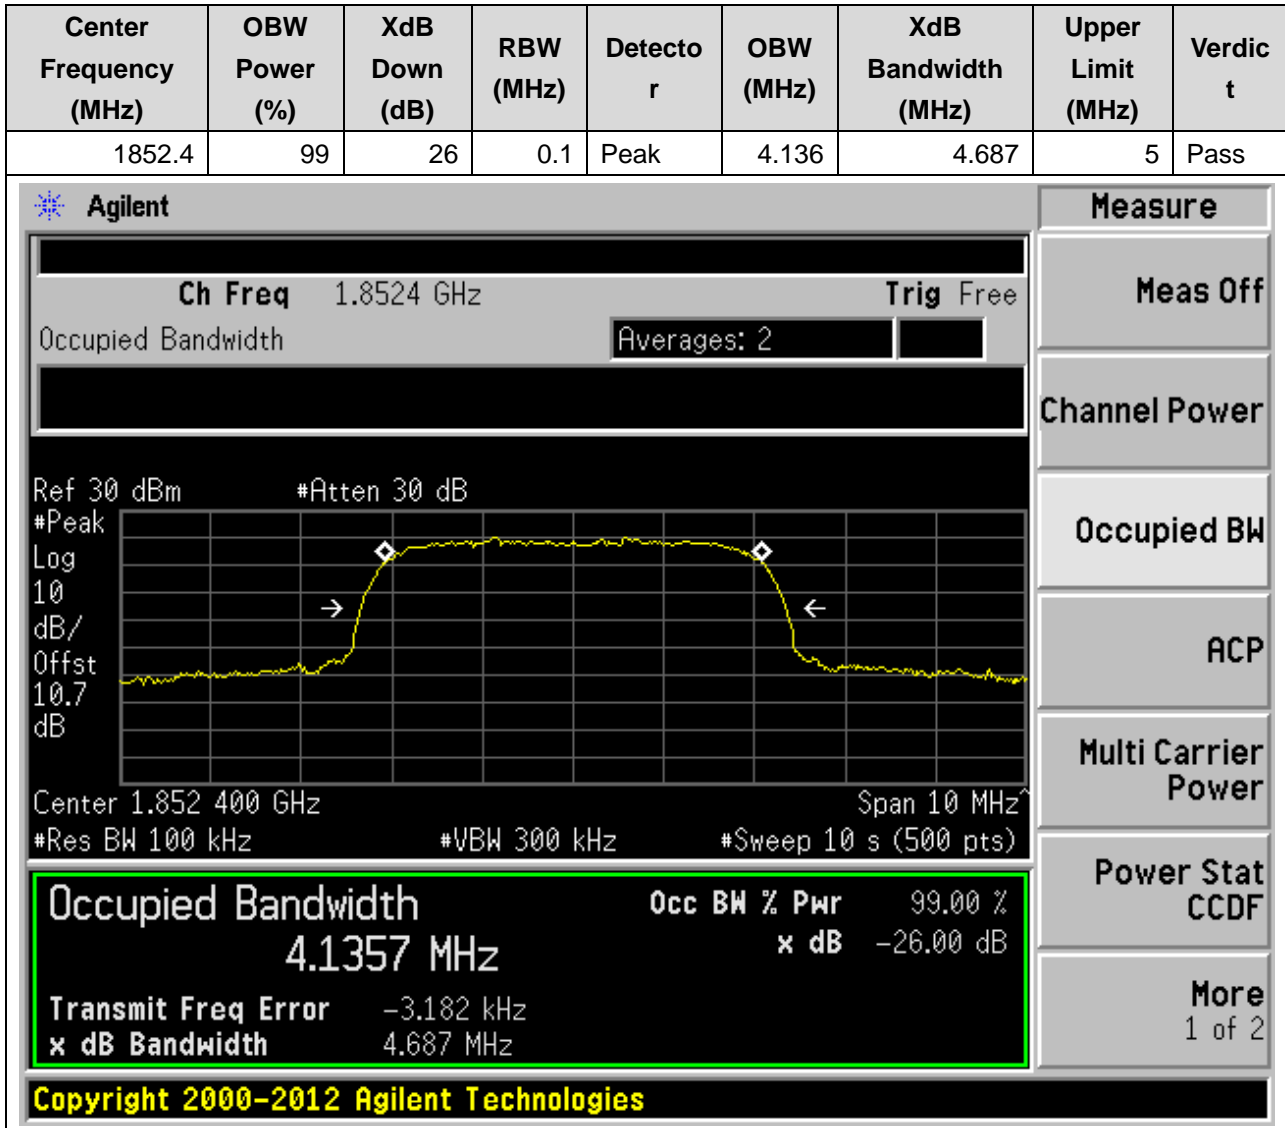 Center Frequency (MHz) OBW Power (%) XdB Down (dB) RBW (MHz) Detecto r OBW (MHz) XdB Bandwidth (MHz) Upper Limit (MHz) Verdic t
1852.4 99 26 0.1 Peak 4.136 4.687 5 Pass
Agilent
Measure
Ch Freq 1.8524 GHz Trig Free
Meas Off
Occupied Bandwidth Averages: 2
Channel Power
Ref 30 dBm #Atten 30 dB
#Peak
Log
10
dB/
Offst
10.7
dB
Occupied BW
ACP
Multi Carrier
Power
Center 1.852 400 GHz Span 10 MHz^
#Res BW 100 kHz #VBW 300 kHz #Sweep 10 s (500 pts)
Power Stat
CCDF
Occupied Bandwidth Occ BW % Pwr 99.00 %
4.1357 MHz x dB -26.00 dB
Transmit Freq Error -3.182 kHz
x dB Bandwidth 4.687 MHz
More
1 of 2
Copyright 2000-2012 Agilent Technologies